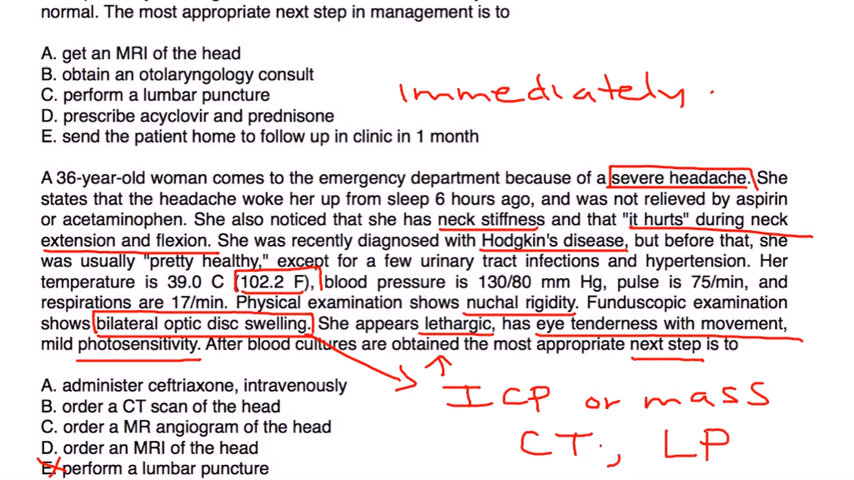 normal. The most appropriate next step in management is to
A. get an MRI of the head
B. obtain an otolaryngology consult
C. perform a lumbar puncture
D. prescribe acyclovir and prednisone
E. send the patient home to follow up in clinic in 1 month
Immediately.
A 36-year-old woman comes to the emergency department because of a severe headache. She
states that the headache woke her up from sleep 6 hours ago, and was not relieved by aspirin
or acetaminophen. She also noticed that she has neck stiffness and that "it hurts" during neck
extension and flexion. She was recently diagnosed with Hodgkin's disease, but before that, she
was usually "pretty healthy," except for a few urinary tract infections and hypertension. Her
temperature is 39.0 C (102.2 F), blood pressure is 130/80 mm Hg, pulse is 75/min, and
respirations are 17/min. Physical examination shows nuchal rigidity. Funduscopic examination
shows bilateral optic disc swelling. She appears lethargic, has eye tenderness with movement,
mild photosensitivity. After blood cultures are obtained the most appropriate next step is to
A. administer ceftriaxone, intravenously
B. order a CT scan of the head
C. order a MR angiogram of the head
D. order an MRI of the head
E. perform a lumbar puncture
↑ ICP or mass
CT., LP